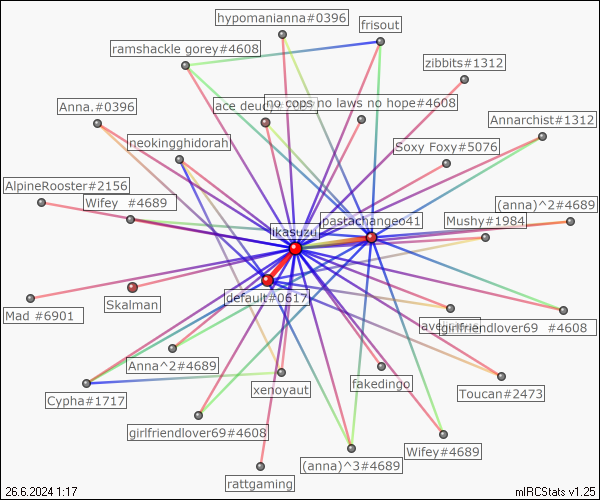 hypomanianna#0396
frisout
ramshackle gorey#4608
zibbits#1312
Anna.#0396
ace deucy
no cops no laws no hope#4608
Annarchist#1312
neokingghidorah
Soxy Foxy#5076
AlpineRooster#2156
Wifey #4689
(anna)^2#4689
pastachangeo41
Mushy#1984
likasuzu
Skalman
default#0617
Mad #6901
girlfriendlover69 #4608
Anna^2#4689
xenoyaut
fakedingo
Toucan#2473
Cypha#1717
girlfriendlover69#4608
Wifey#4689
(anna)^3#4689
rattgaming
26.6.2024 1:17
mIRCStats v1.25